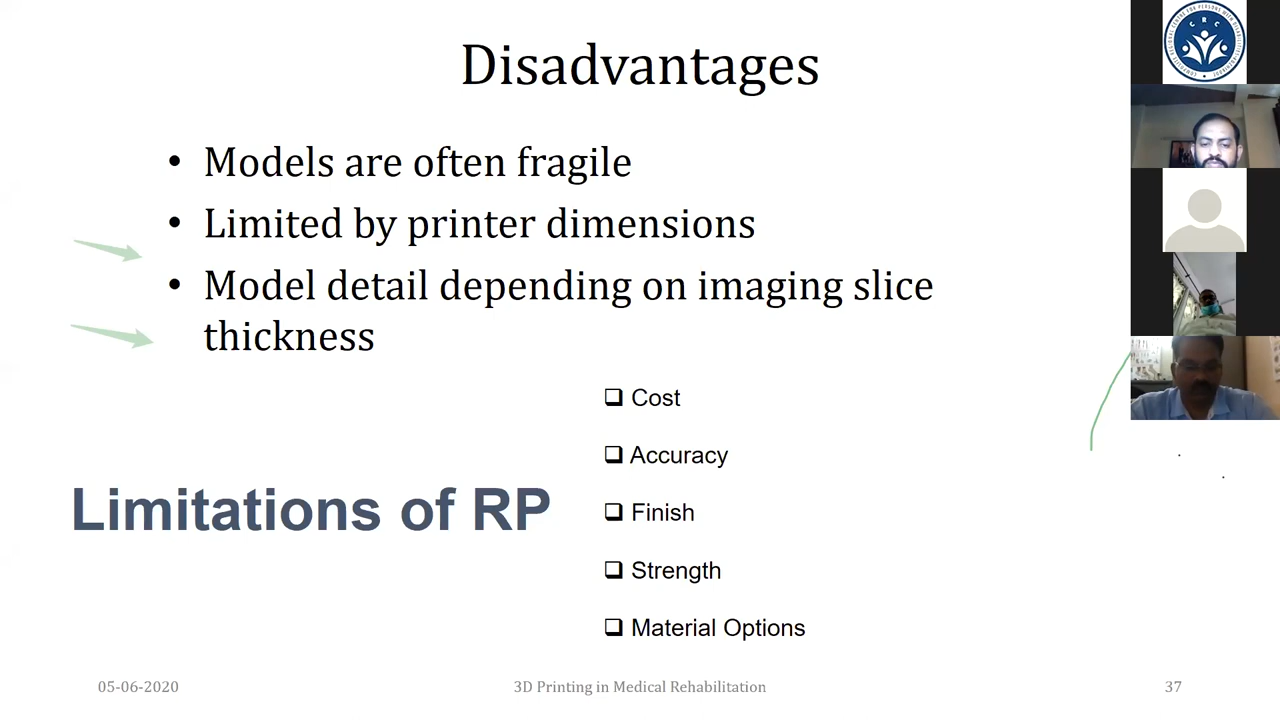 Disadvantages
• Models are often fragile
• Limited by printer dimensions
• Model detail depending on imaging slice
thickness
❑ Cost
❑ Accuracy
Limitations of RP
❑ Finish
❑ Strength
❑ Material Options
05-06-2020
3D Printing in Medical Rehabilitation
37
CRC